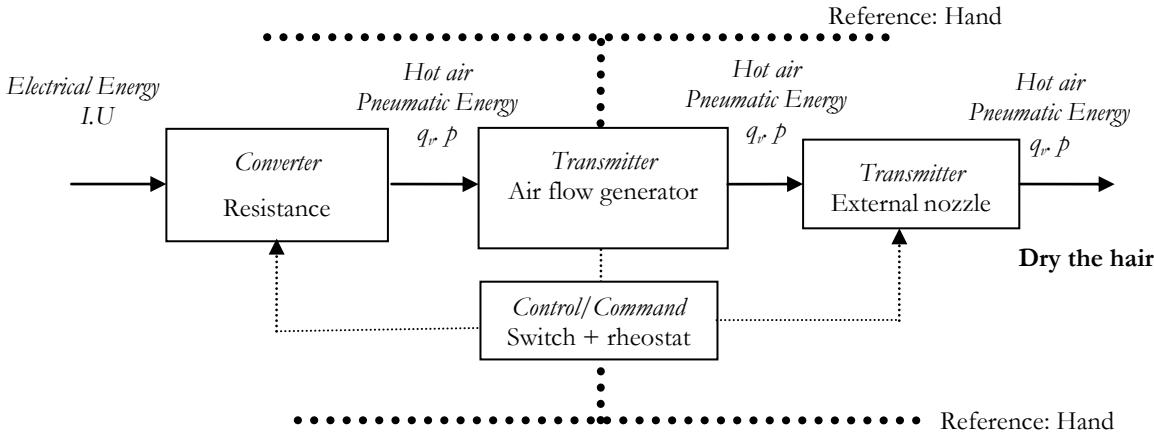 Reference: Hand
Electrical Energy
I.U
Hot air
Pneumatic Energy
qv. p
Hot air
Pneumatic Energy
qv. p
Hot air
Pneumatic Energy
qv. p
Converter
Resistance
Transmitter
Air flow generator
Transmitter
External nozzle
Dry the hair
Control/Command
Switch + rheostat
Reference: Hand